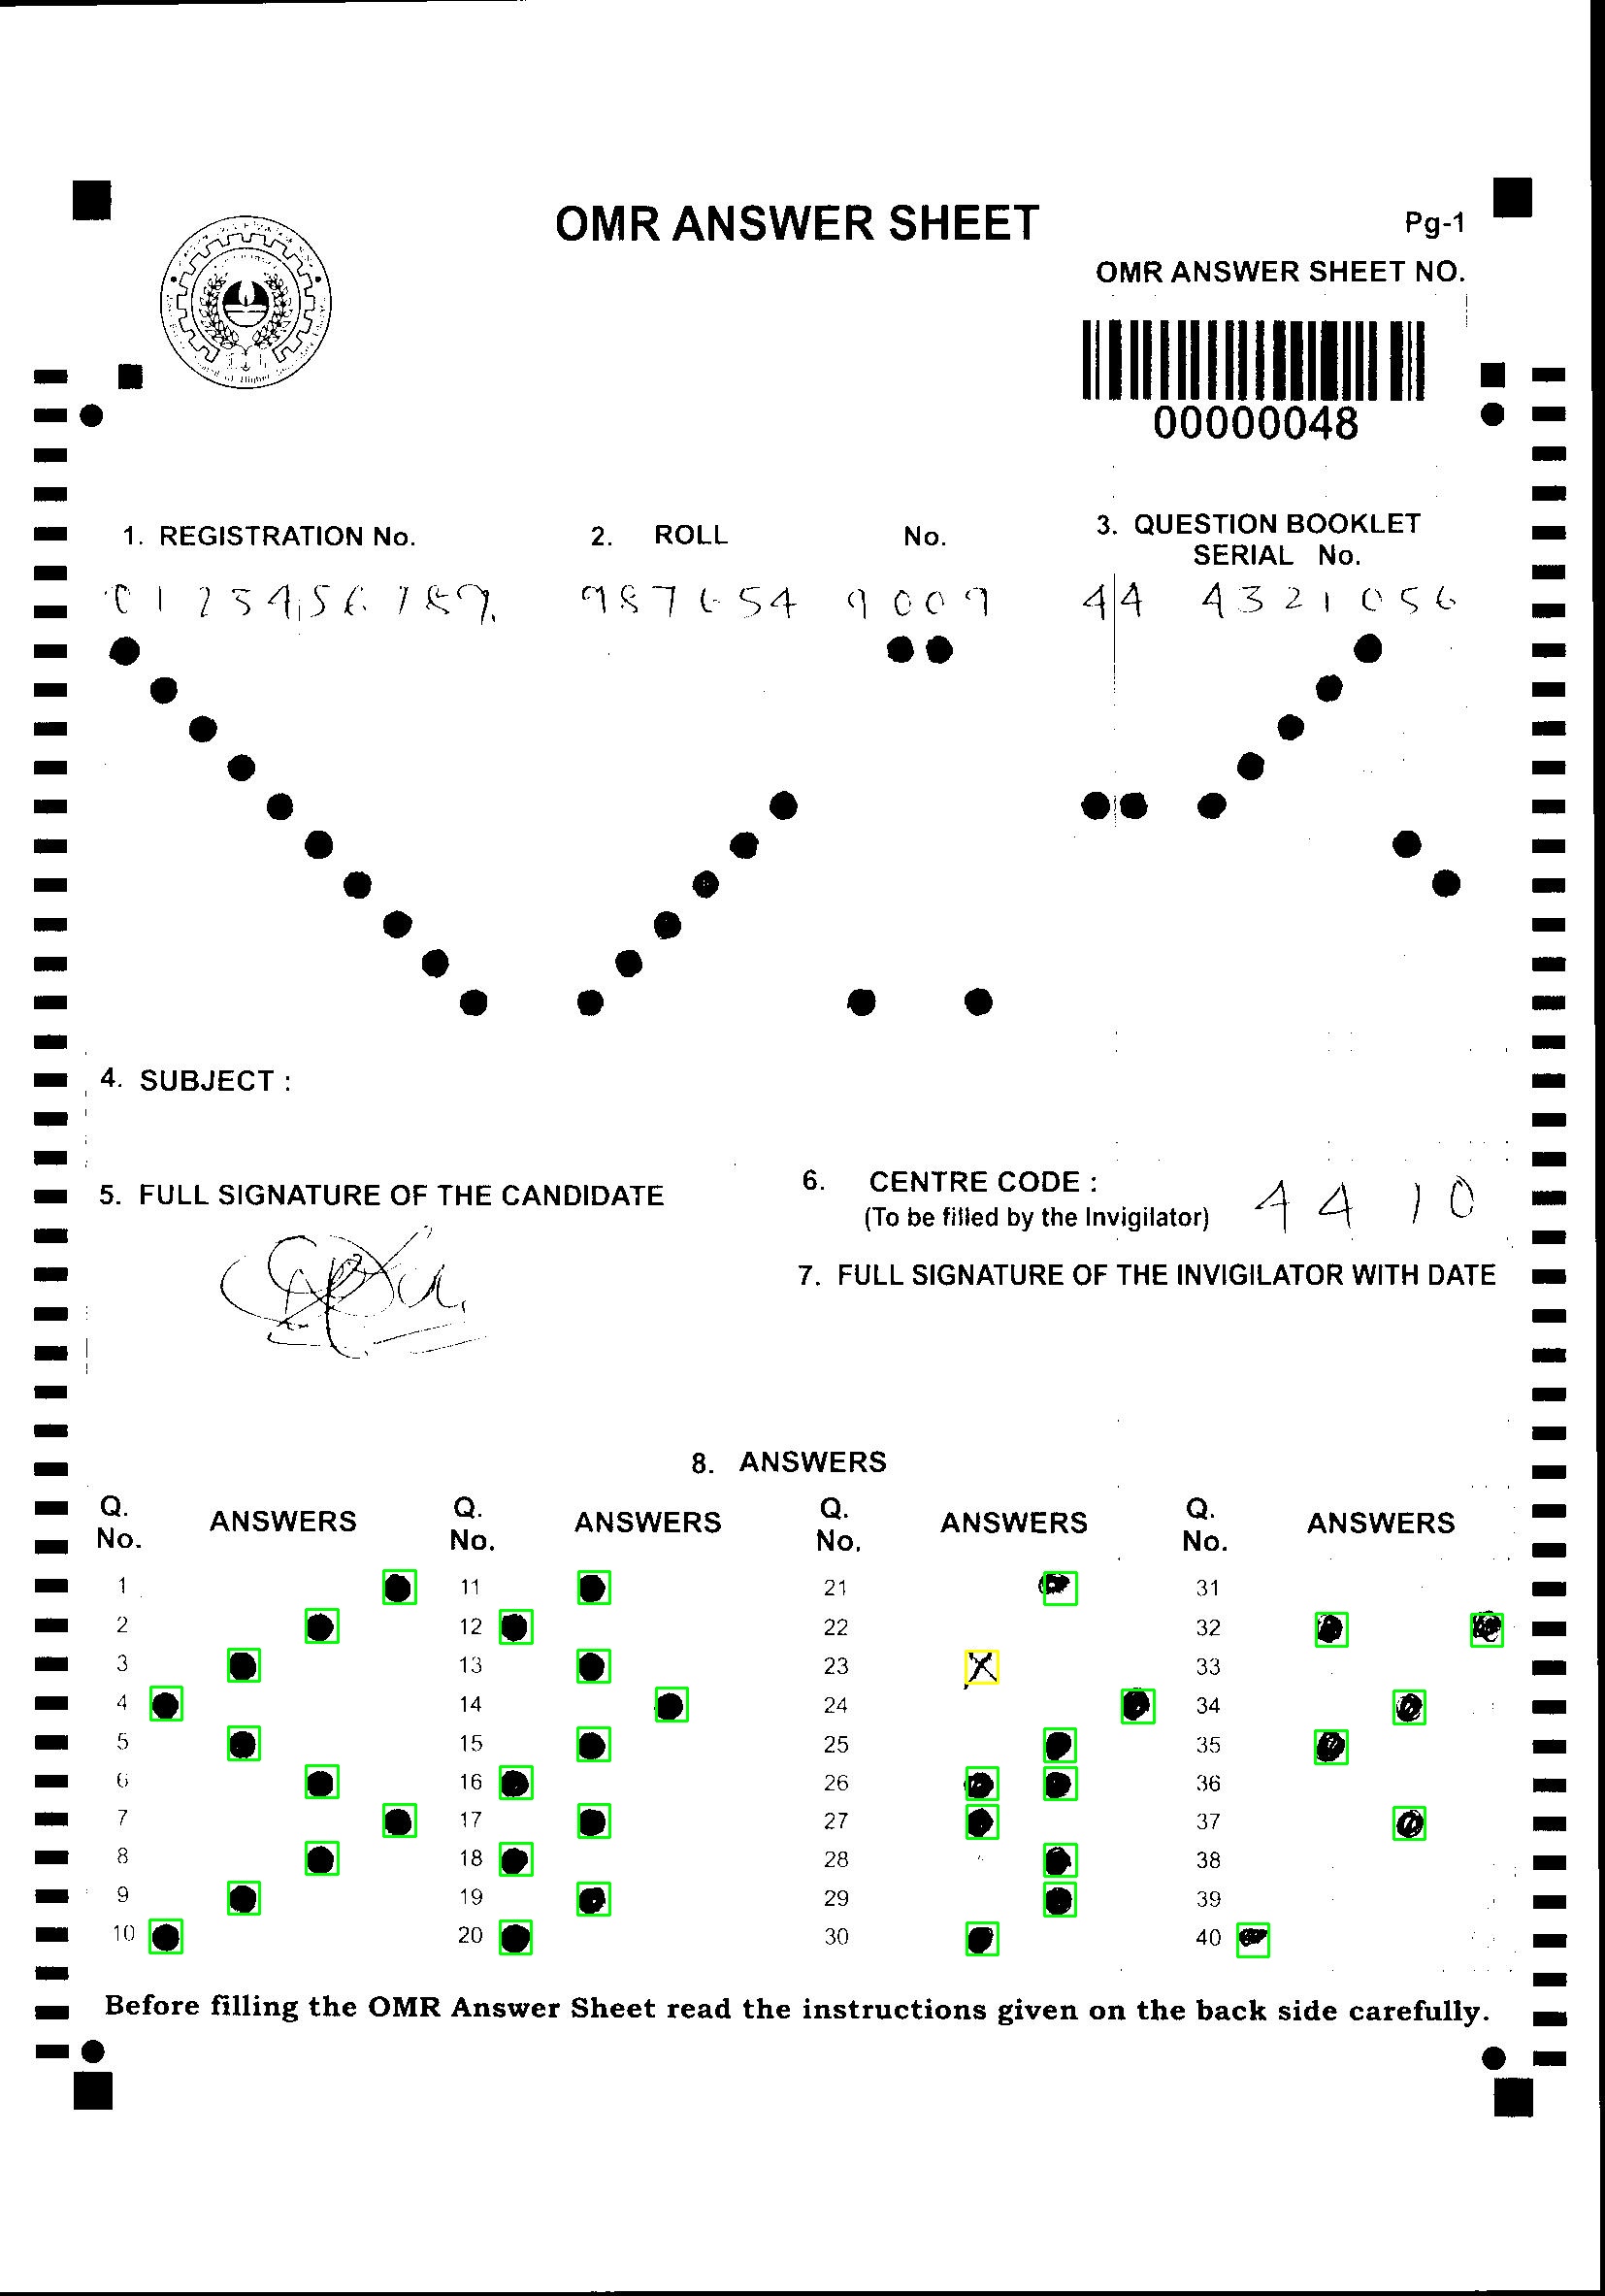 OMR ANSWER SHEET
Pg-1
OMR ANSWER SHEET NO.
00000048
1. REGISTRATION No.
2. ROLL No.
3. QUESTION BOOKLET
SERIAL No.
0123456789
987654 9009
44 4321056
4. SUBJECT :
5. FULL SIGNATURE OF THE CANDIDATE
6. CENTRE CODE :
(To be filled by the Invigilator)
4410
7. FULL SIGNATURE OF THE INVIGILATOR WITH DATE
8. ANSWERS
Q. No. ANSWERS Q. No. ANSWERS Q. No. ANSWERS Q. No. ANSWERS
1 11 21 31
2 12 22 32
3 13 23 33
4 14 24 34
5 15 25 35
6 16 26 36
7 17 27 37
8 18 28 38
9 19 29 39
10 20 30 40
Before filling the OMR Answer Sheet read the instructions given on the back side carefully.